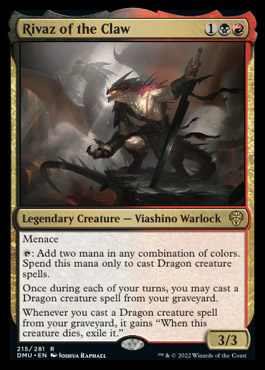 Rivaz of the Claw 1
Legendary Creature — Viashino Warlock
Menace
: Add two mana in any combination of colors.
Spend this mana only to cast Dragon creature
spells.
Once during each of your turns, you may cast
a Dragon creature spell from your graveyard.
Whenever you cast a Dragon creature spell
from your graveyard, it gains “When this
creature dies, exile it.”
3/3
215/281 R
DMU • EN Joshua Raphael
™ & © 2022 Wizards of the Coast